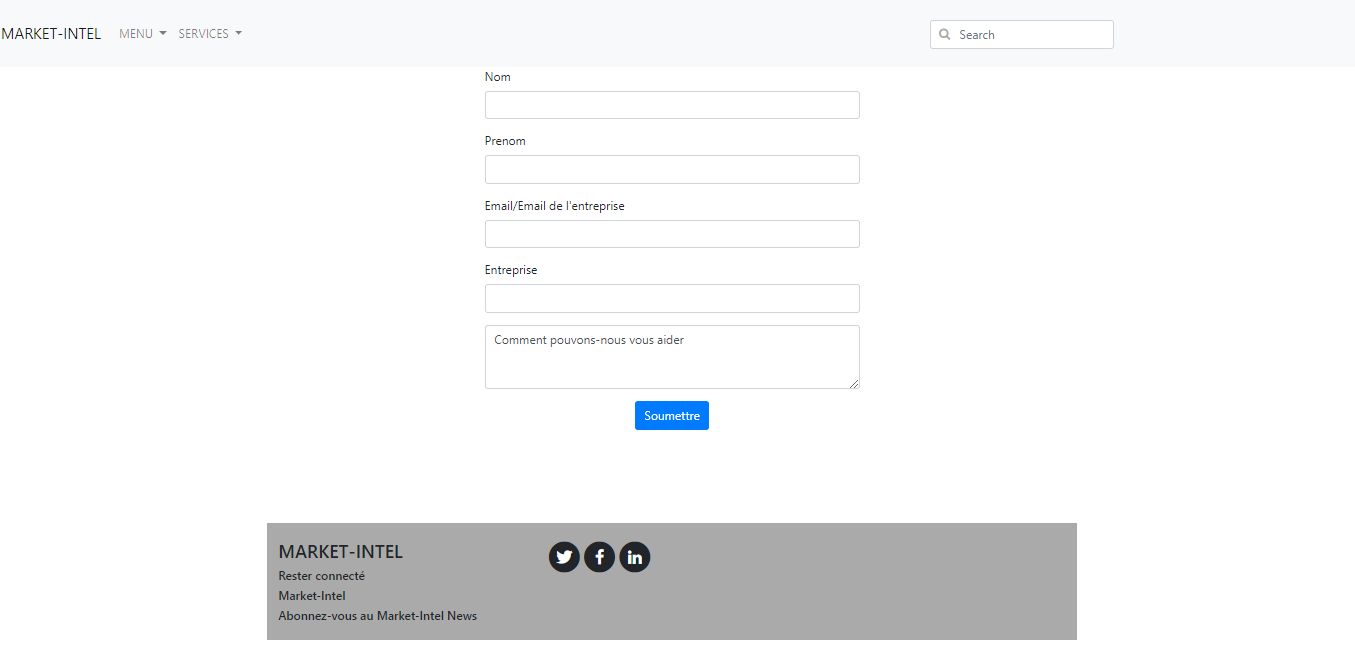 MARKET-INTEL MENU SERVICES Search
Nom
Prenom
Email/Email de l'entreprise
Entreprise
Comment pouvons-nous vous aider
Soumettre
MARKET-INTEL
Rester connecté
Market-Intel
Abonnez-vous au Market-Intel News